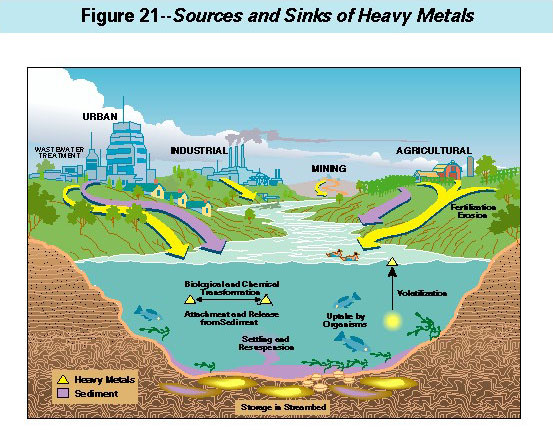 Figure 21--Sources and Sinks of Heavy Metals
URBAN
WASTEWATER
TREATMENT
INDUSTRIAL
MINING
AGRICULTURAL
Fertilization
Erosion
Biological and Chemical
Transformation
Attachment and Release
from Sediment
Volatilization
Uptake by
Organisms
Settling and
Resuspension
Heavy Metals
Sediment
Storage in Streambed